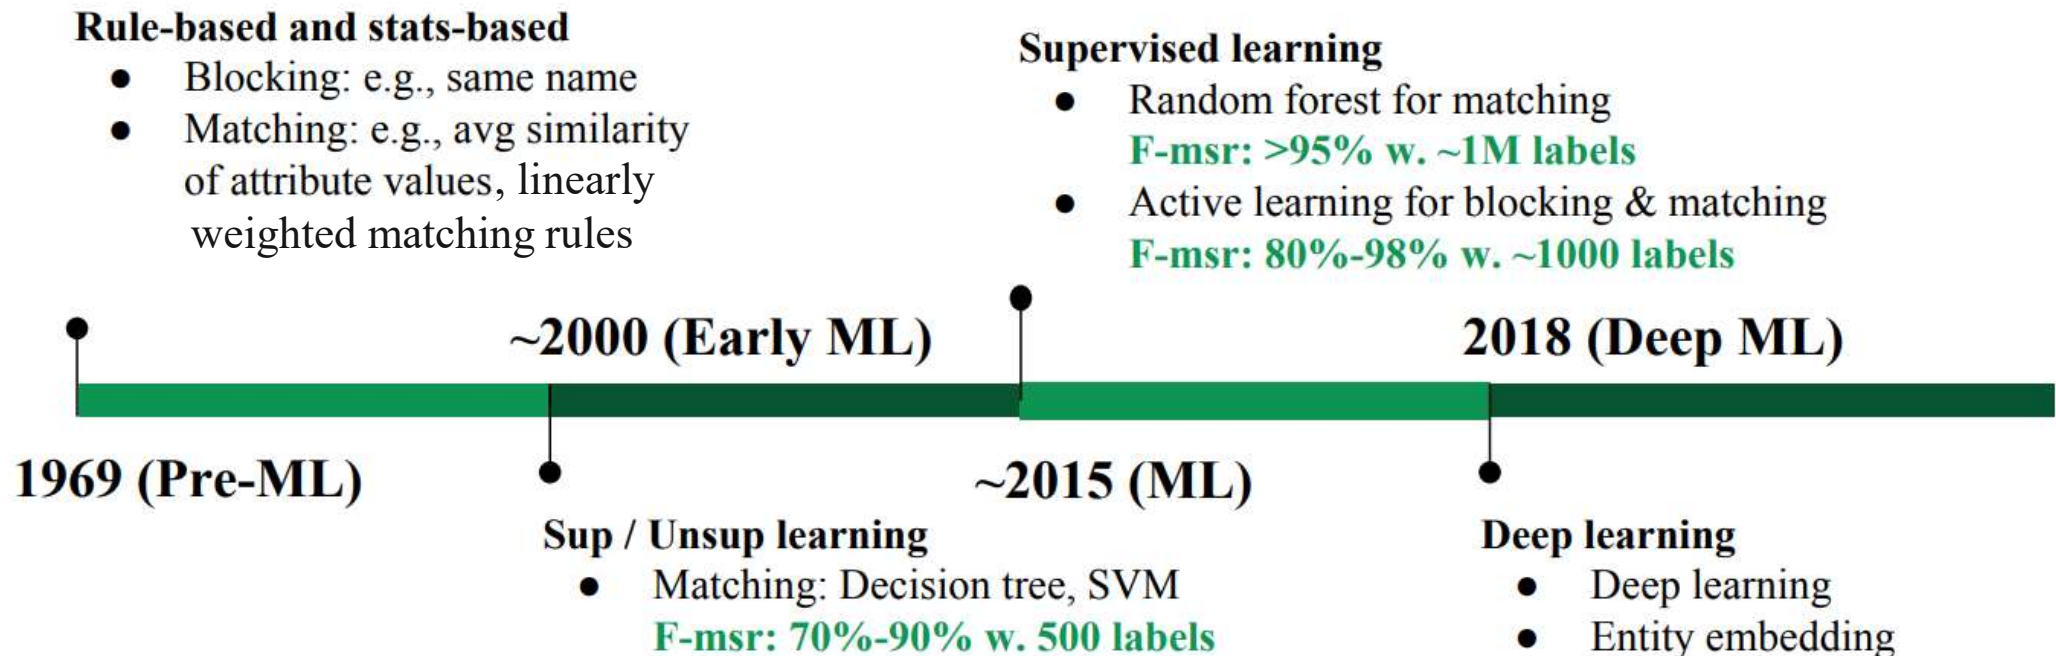 Rule-based and stats-based
● Blocking: e.g., same name
● Matching: e.g., avg similarity
of attribute values, linearly
weighted matching rules
Supervised learning
● Random forest for matching
F-msr: >95% w. ~1M labels
● Active learning for blocking & matching
F-msr: 80%-98% w. ~1000 labels
~2000 (Early ML)
2018 (Deep ML)
1969 (Pre-ML)
~2015 (ML)
Sup / Unsup learning
● Matching: Decision tree, SVM
F-msr: 70%-90% w. 500 labels
Deep learning
● Deep learning
● Entity embedding